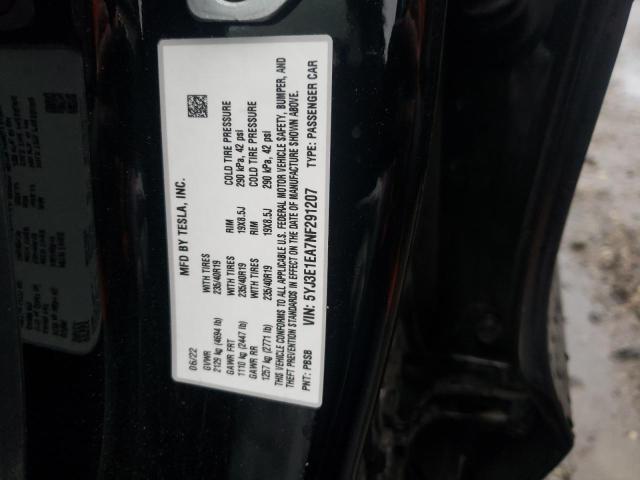 MFD BY TESLA, INC.
06/22
GVWR WITH TIRES RIM COLD TIRE PRESSURE
2129 kg (4694 lb) 235/40R19 19X8.5J 290 kPa, 42 psi
GAWR FRT WITH TIRES RIM COLD TIRE PRESSURE
1110 kg (2447 lb) 235/40R19 19X8.5J 290 kPa, 42 psi
GAWR RR
1257 kg (2771 lb)
THIS VEHICLE CONFORMS TO ALL APPLICABLE U.S. FEDERAL MOTOR VEHICLE SAFETY, BUMPER, AND
THEFT PREVENTION STANDARDS IN EFFECT ON THE DATE OF MANUFACTURE SHOWN ABOVE.
VIN: 5YJ3E1EA7NF291207 TYPE: PASSENGER CAR
PNT: PBSB